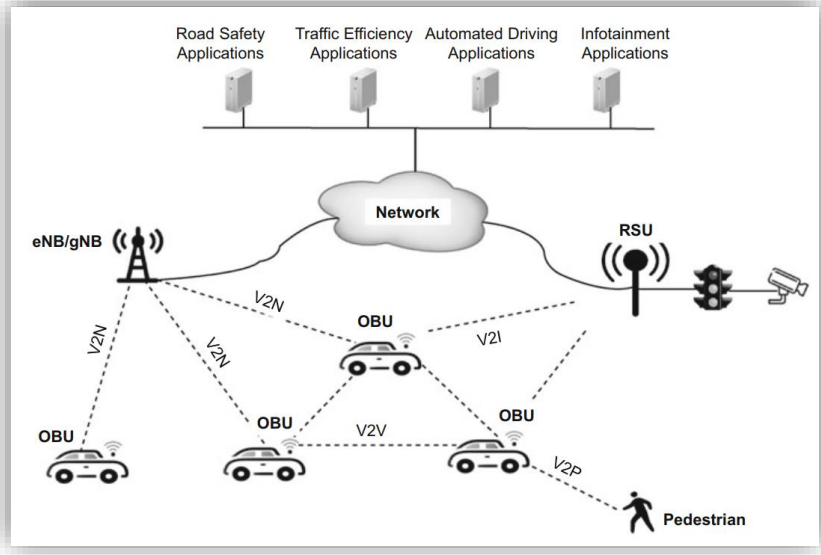 Road Safety
Applications
Traffic Efficiency
Applications
Automated Driving
Applications
Infotainment
Applications
Network
eNB/gNB
RSU
V2N
V2N
V2N
OBU
V2I
OBU
OBU
OBU
V2V
V2P
Pedestrian